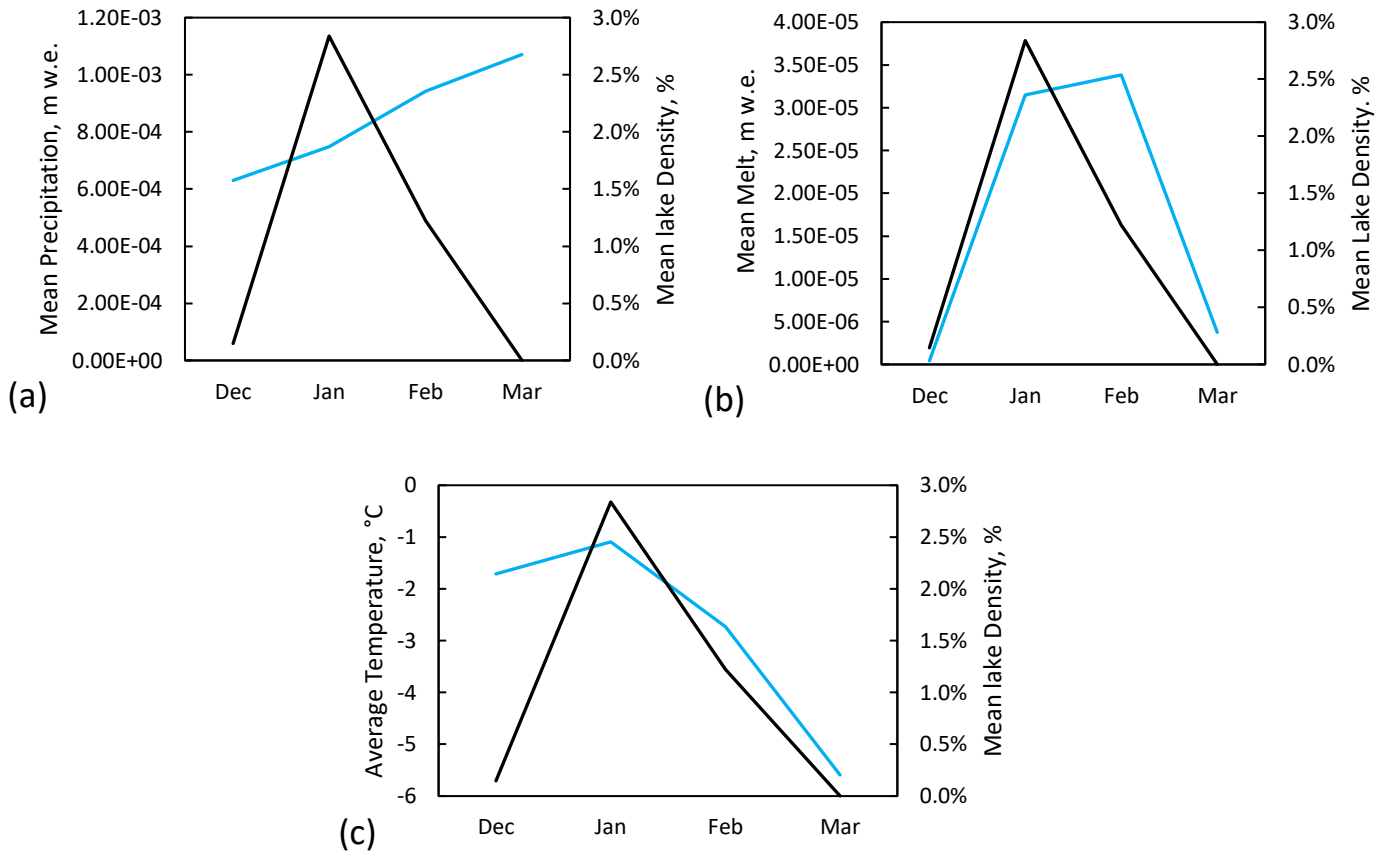 Mean Precipitation, m w.e.
1.20E-03
1.00E-03
8.00E-04
6.00E-04
4.00E-04
2.00E-04
0.00E+00
3.0%
2.5%
2.0%
1.5%
1.0%
0.5%
0.0%
Mean lake Density, %
Dec Jan Feb Mar
(a)
Mean Melt, m w.e.
4.00E-05
3.50E-05
3.00E-05
2.50E-05
2.00E-05
1.50E-05
1.00E-05
5.00E-06
0.00E+00
3.0%
2.5%
2.0%
1.5%
1.0%
0.5%
0.0%
Mean Lake Density. %
Dec Jan Feb Mar
(b)
Average Temperature, °C
0
-1
-2
-3
-4
-5
-6
3.0%
2.5%
2.0%
1.5%
1.0%
0.5%
0.0%
Mean lake Density, %
Dec Jan Feb Mar
(c)